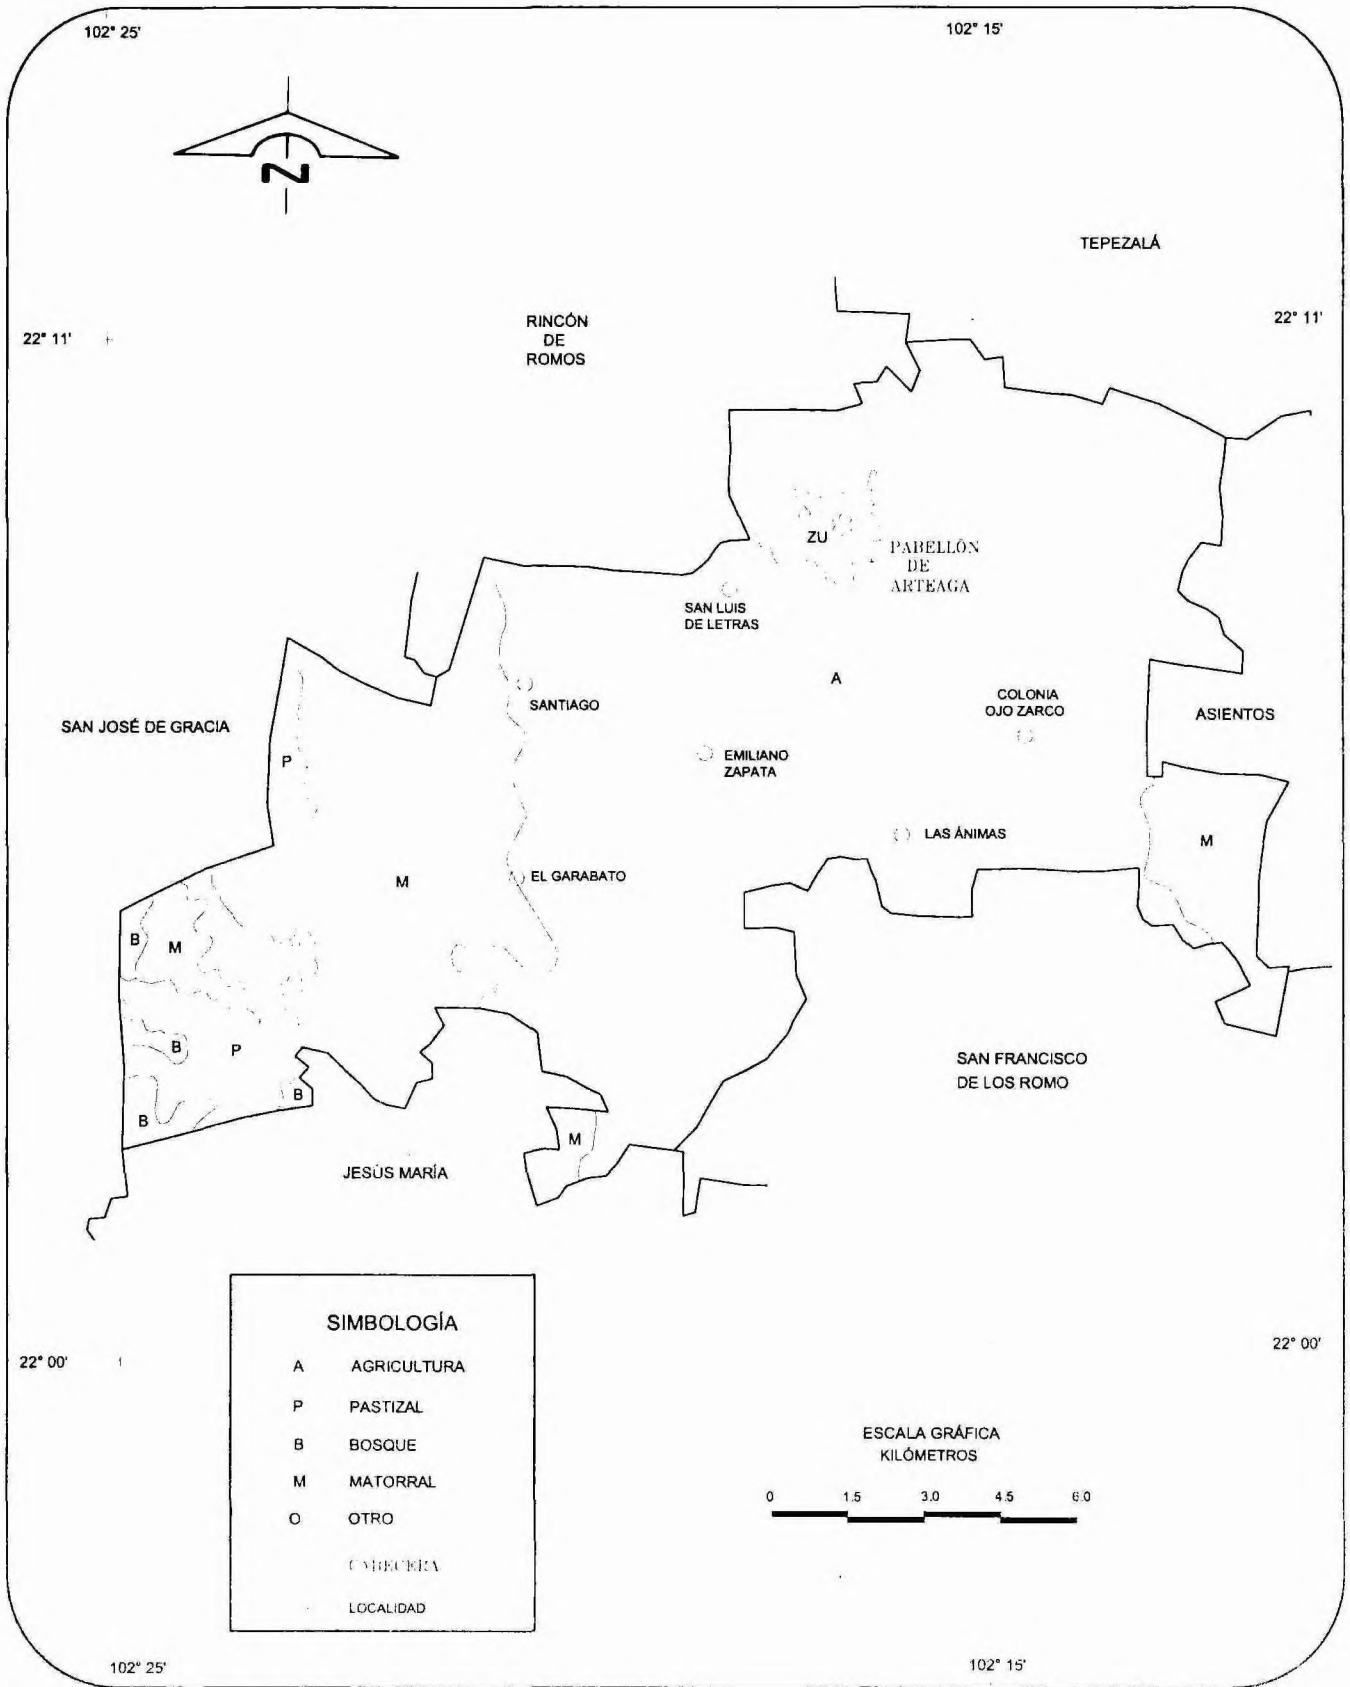 102° 25'
102° 15'
N
TEPEZALÁ
22° 11'
22° 11'
RINCÓN
DE
ROMOS
ZU
PABELLÓN
DE
ARTEAGA
SAN LUIS
DE LETRAS
A
SANTIAGO
COLONIA
OJO ZARCO
ASIENTOS
SAN JOSÉ DE GRACIA
P
EMILIANO
ZAPATA
LAS ÁNIMAS
M
EL GARABATO
M
B
M
B
P
SAN FRANCISCO
DE LOS ROMO
B
B
M
JESÚS MARÍA
SIMBOLOGÍA
A AGRICULTURA
P PASTIZAL
B BOSQUE
M MATORRAL
O OTRO
CABECERA
LOCALIDAD
22° 00'
22° 00'
ESCALA GRÁFICA
KILÓMETROS
0 1.5 3.0 4.5 6.0
102° 25'
102° 15'